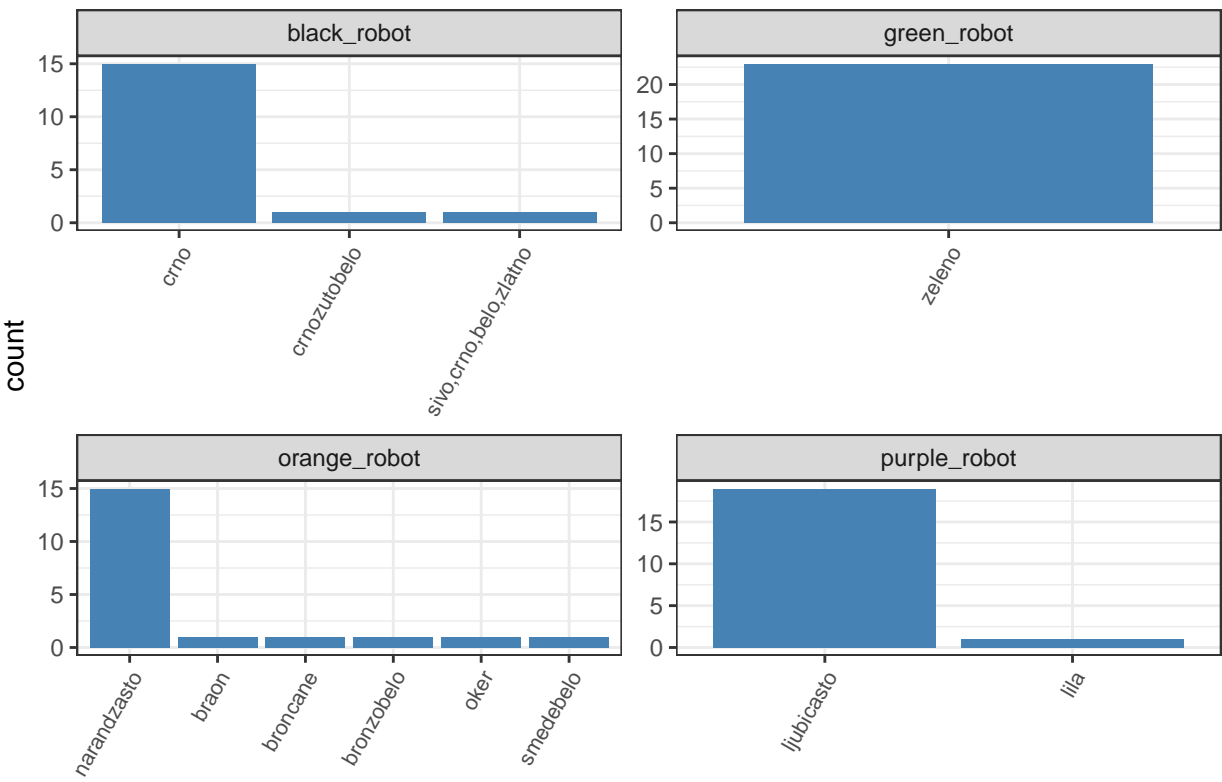 black_robot
green_robot
15
10
5
0
20
15
10
5
0
crno
crnozutobelo
sivo,crno,belo,zlatno
zeleno
count
orange_robot
purple_robot
15
10
5
0
15
10
5
0
narandzasto
braon
broncane
bronzobelo
oker
smedebelo
ljubicasto
lila